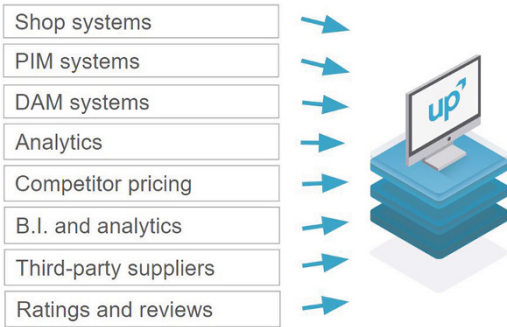 Shop systems
PIM systems
DAM systems
Analytics
Competitor pricing
B.I. and analytics
Third-party suppliers
Ratings and reviews
up